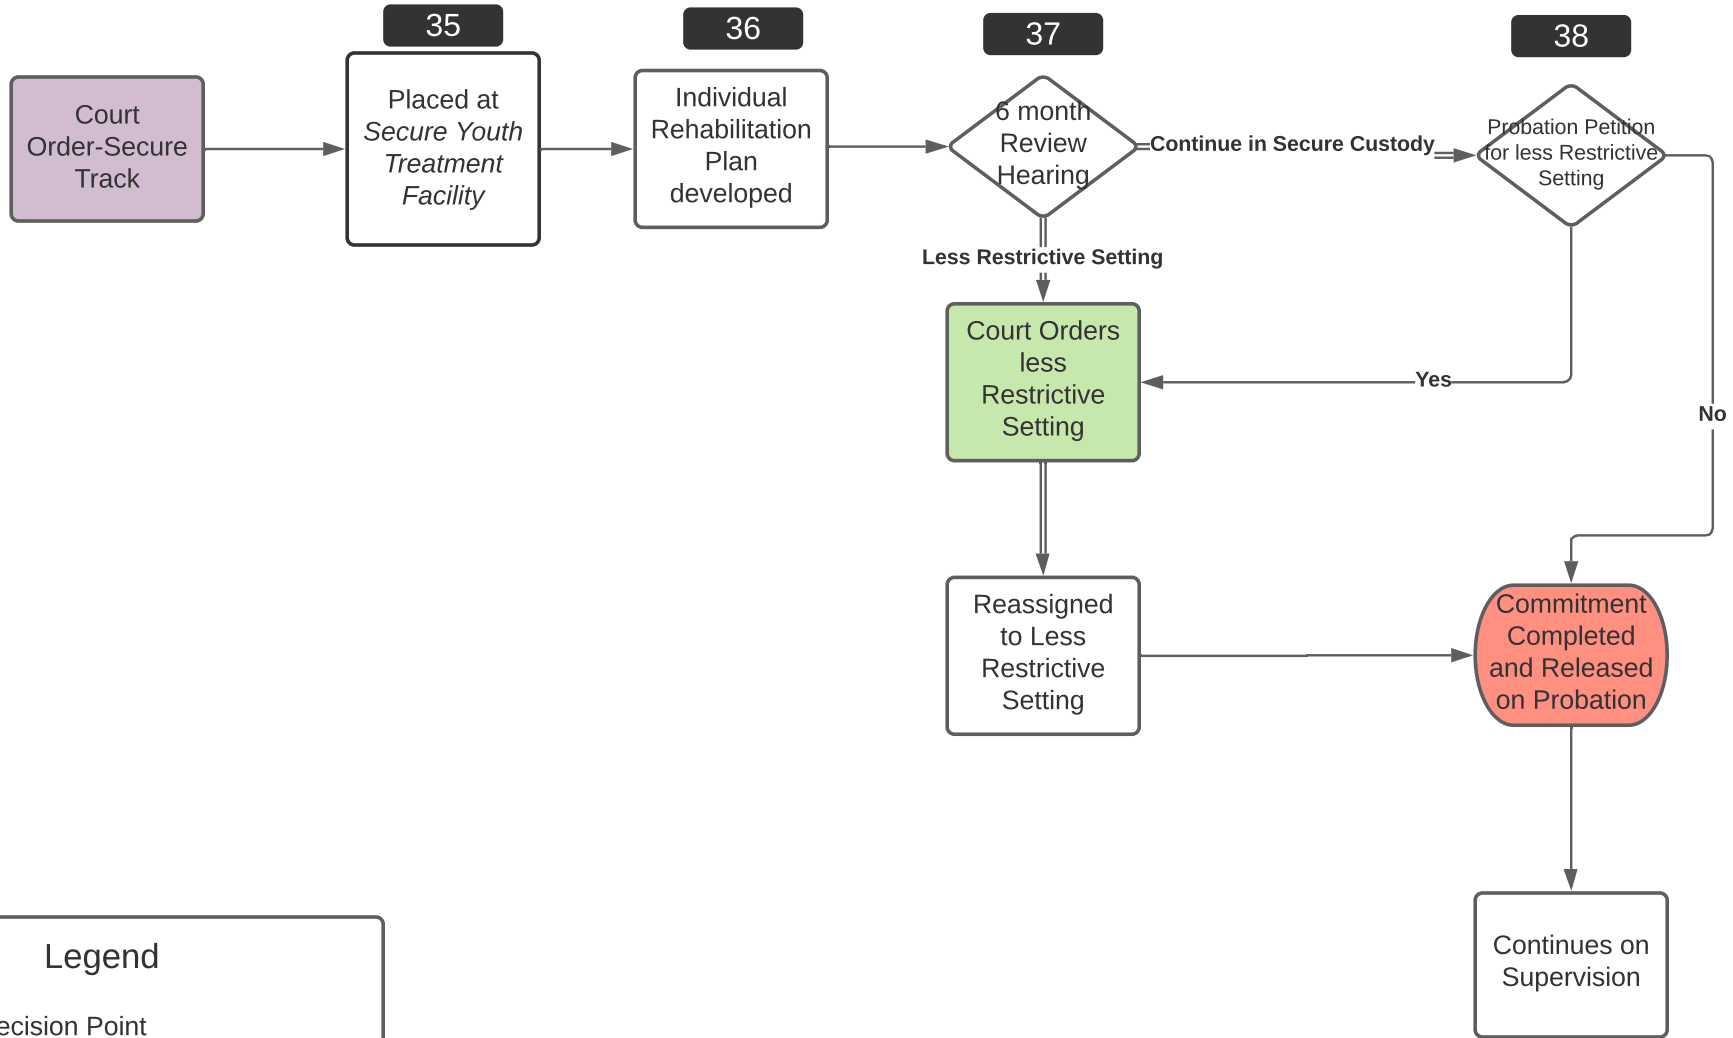 35
36
37
38
Court
Order-Secure
Track
Placed at
Secure Youth
Treatment
Facility
Individual
Rehabilitation
Plan
developed
6 month
Review
Hearing
Continue in Secure Custody
Probation Petition
for less Restrictive
Setting
Less Restrictive Setting
Court Orders
less
Restrictive
Setting
Yes
No
Reassigned
to Less
Restrictive
Setting
Commitment
Completed
and Released
on Probation
Continues on
Supervision
Legend
ecision Point